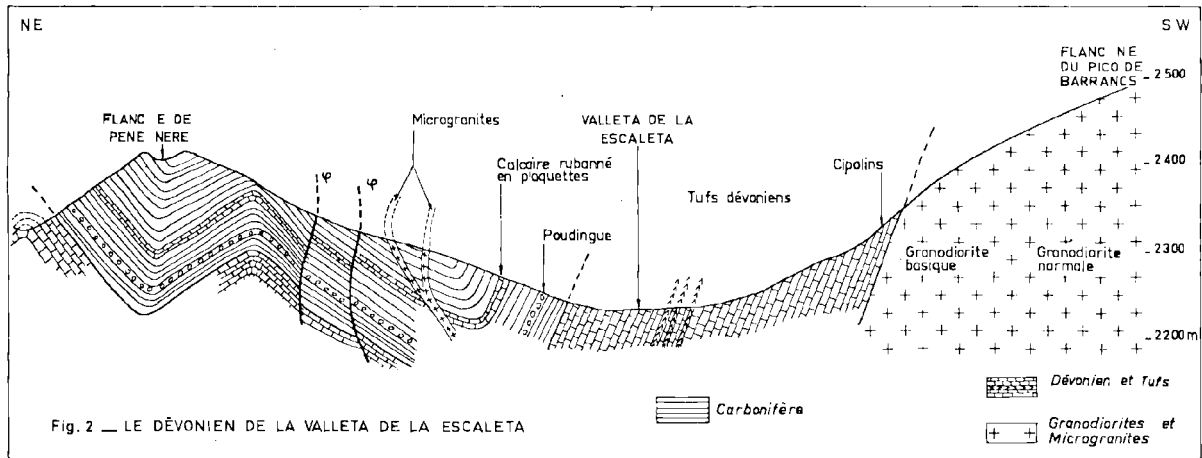 NE
SW
FLANC NE
DU PICO DE
BARRANCS
2500
FLANC E DE
PENE NERE
Microgranites
VALLETA DE LA
ESCALETA
Calcaire rubanné
en plaquettes
Cipolins
2400
φ
φ
Tufs dévoniens
Poudingue
Granodiorite
basique
Granodiorite
normale
2300
2200m
Dévonien et Tufs
Carbonifère
Granodiorites et
Microgranites
Fig. 2 _ LE DÉVONIEN DE LA VALLETA DE LA ESCALETA